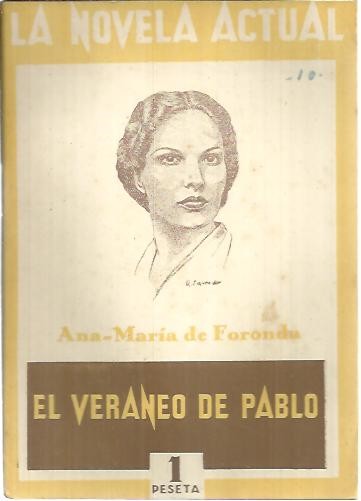 LA NOVELA ACTUAL
-10-
Ana-María de Foronda
EL VERANEO DE PABLO
1
PESETA